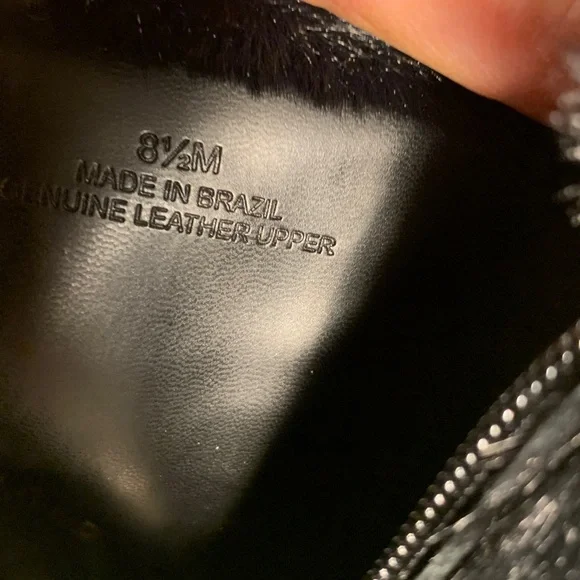 8½M
MADE IN BRAZIL
GENUINE LEATHER UPPER